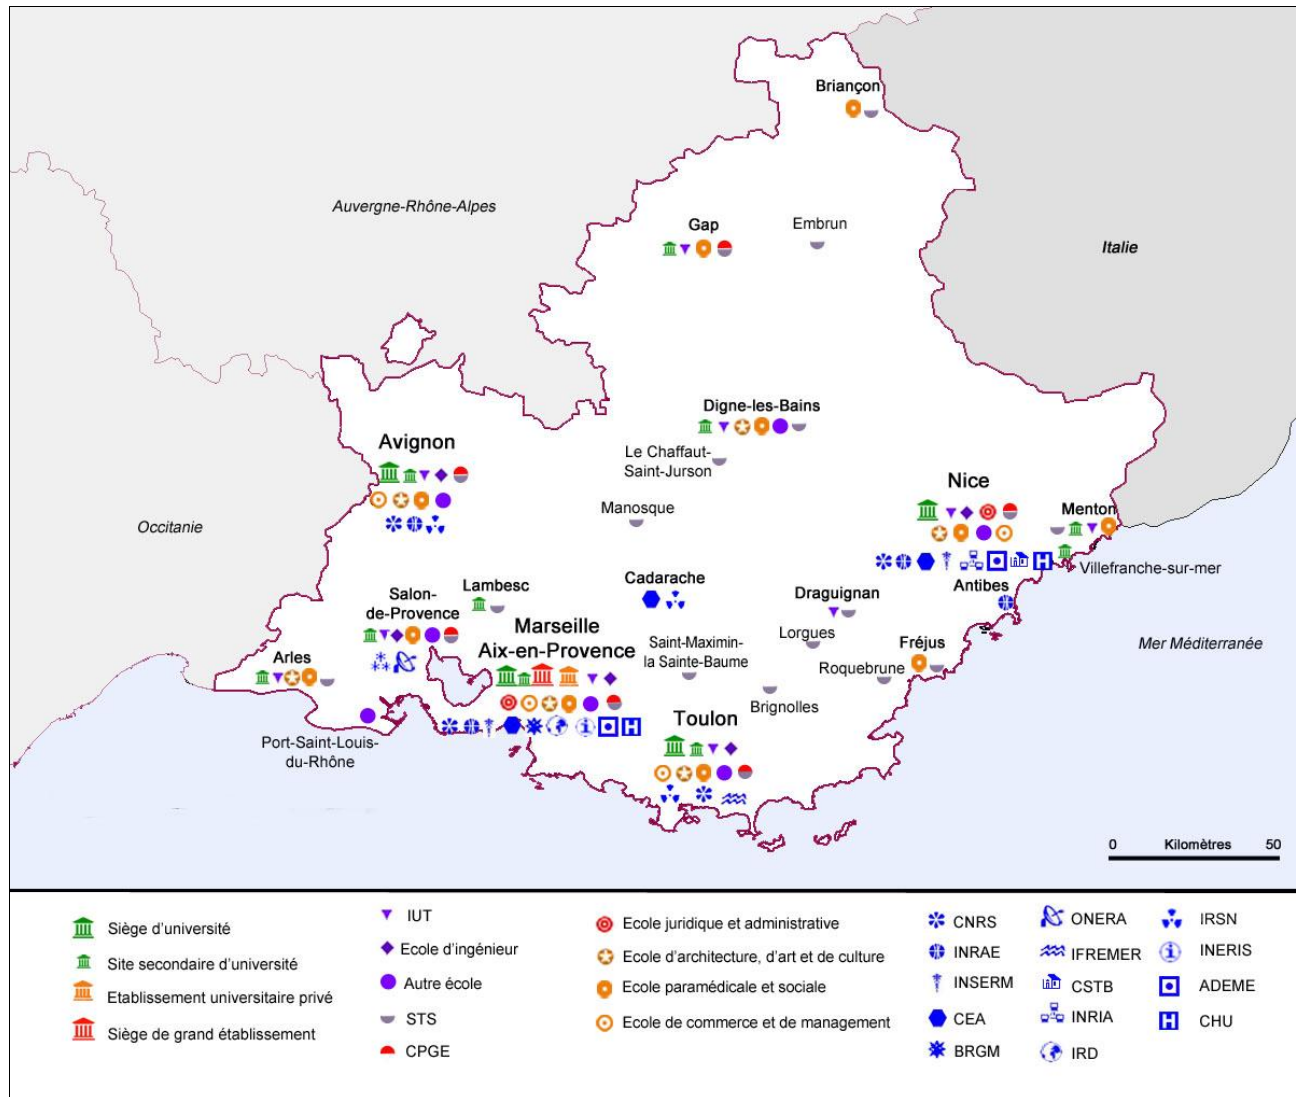 Briançon
Auvergne-Rhône-Alpes
Gap
Embrun
Italie
Digne-les-Bains
Avignon
Le Chaffaut-
Saint-Jurson
Nice
Manosque
Menton
Occitanie
Villefranche-sur-mer
Lambesc
Cadarache
Antibes
Salon-
de-Provence
Draguignan
Marseille
Aix-en-Provence
Lorgues
Saint-Maximin-
la Sainte-Baume
Fréjus
Mer Méditerranée
Arles
Roquebrune
Brignolles
Toulon
Port-Saint-Louis-
du-Rhône
0 Kilomètres 50
Siège d'université
Site secondaire d'université
Etablissement universitaire privé
Siège de grand établissement
IUT
Ecole d'ingénieur
Autre école
STS
CPGE
Ecole juridique et administrative
Ecole d'architecture, d'art et de culture
Ecole paramédicale et sociale
Ecole de commerce et de management
CNRS
INRAE
INSERM
CEA
BRGM
ONERA
IFREMER
CSTB
INRIA
IRD
IRSN
INERIS
ADEME
CHU